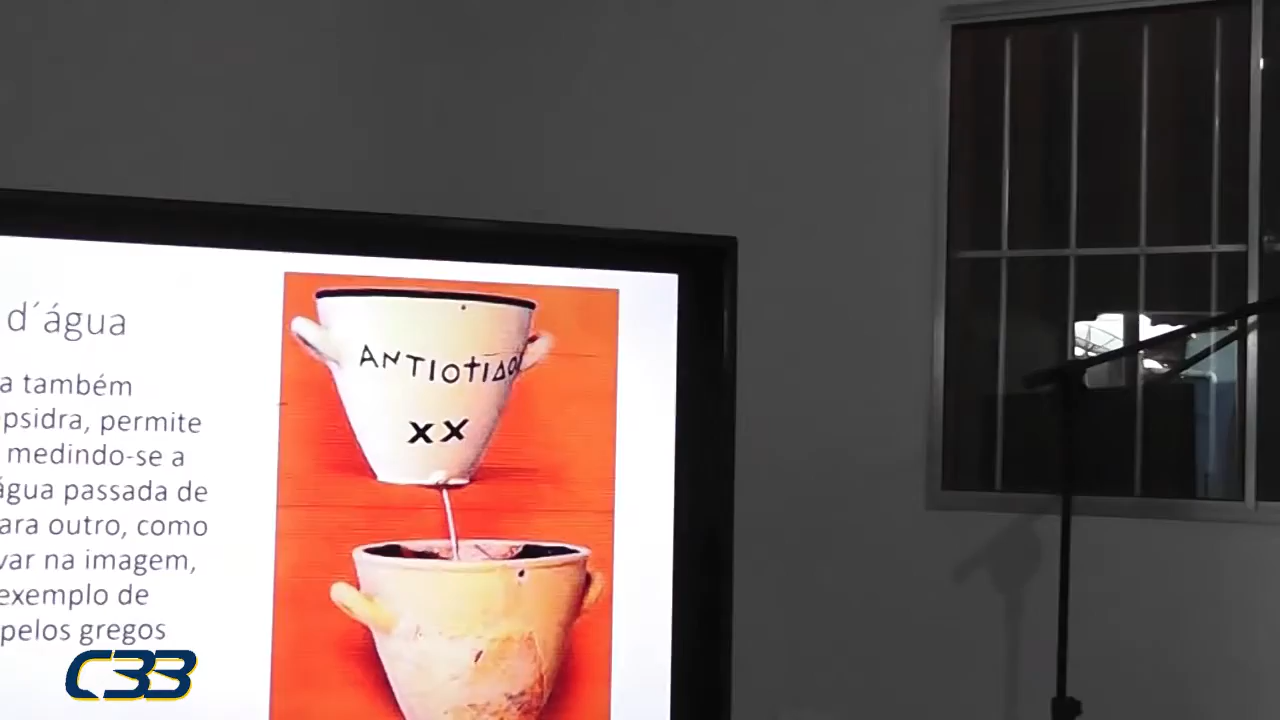 d´água
a também
psidra, permite
medindo-se a
água passada de
ara outro, como
var na imagem,
exemplo de
pelos gregos
ΑΝΤΙΟΤΙΔΟ
XX
C33